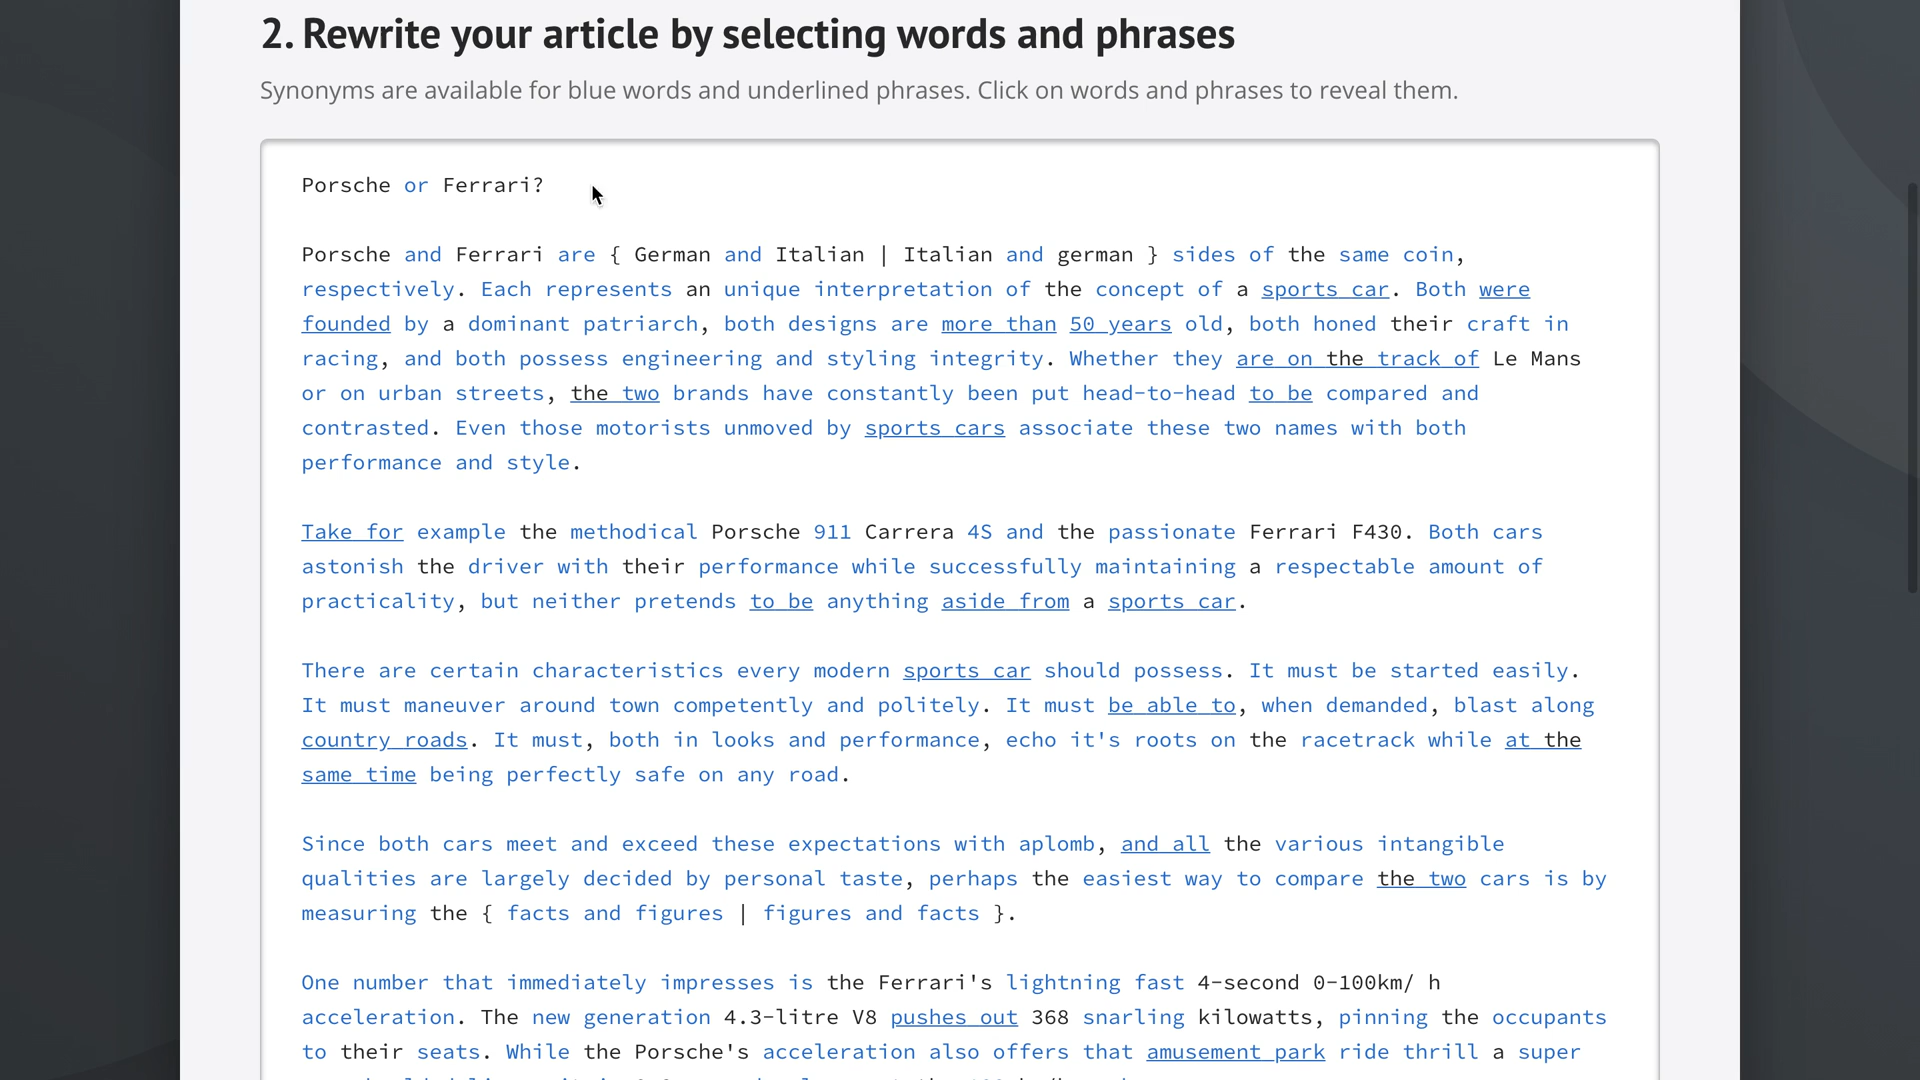 2. Rewrite your article by selecting words and phrases
Synonyms are available for blue words and underlined phrases. Click on words and phrases to reveal them.
Porsche or Ferrari?
Porsche and Ferrari are { German and Italian | Italian and german } sides of the same coin,
respectively. Each represents an unique interpretation of the concept of a sports car. Both were
founded by a dominant patriarch, both designs are more than 50 years old, both honed their craft in
racing, and both possess engineering and styling integrity. Whether they are on the track of Le Mans
or on urban streets, the two brands have constantly been put head-to-head to be compared and
contrasted. Even those motorists unmoved by sports cars associate these two names with both
performance and style.
Take for example the methodical Porsche 911 Carrera 4S and the passionate Ferrari F430. Both cars
astonish the driver with their performance while successfully maintaining a respectable amount of
practicality, but neither pretends to be anything aside from a sports car.
There are certain characteristics every modern sports car should possess. It must be started easily.
It must maneuver around town competently and politely. It must be able to, when demanded, blast along
country roads. It must, both in looks and performance, echo it's roots on the racetrack while at the
same time being perfectly safe on any road.
Since both cars meet and exceed these expectations with aplomb, and all the various intangible
qualities are largely decided by personal taste, perhaps the easiest way to compare the two cars is by
measuring the { facts and figures | figures and facts }.
One number that immediately impresses is the Ferrari's lightning fast 4-second 0-100km/ h
acceleration. The new generation 4.3-litre V8 pushes out 368 snarling kilowatts, pinning the occupants
to their seats. While the Porsche's acceleration also offers that amusement park ride thrill a super